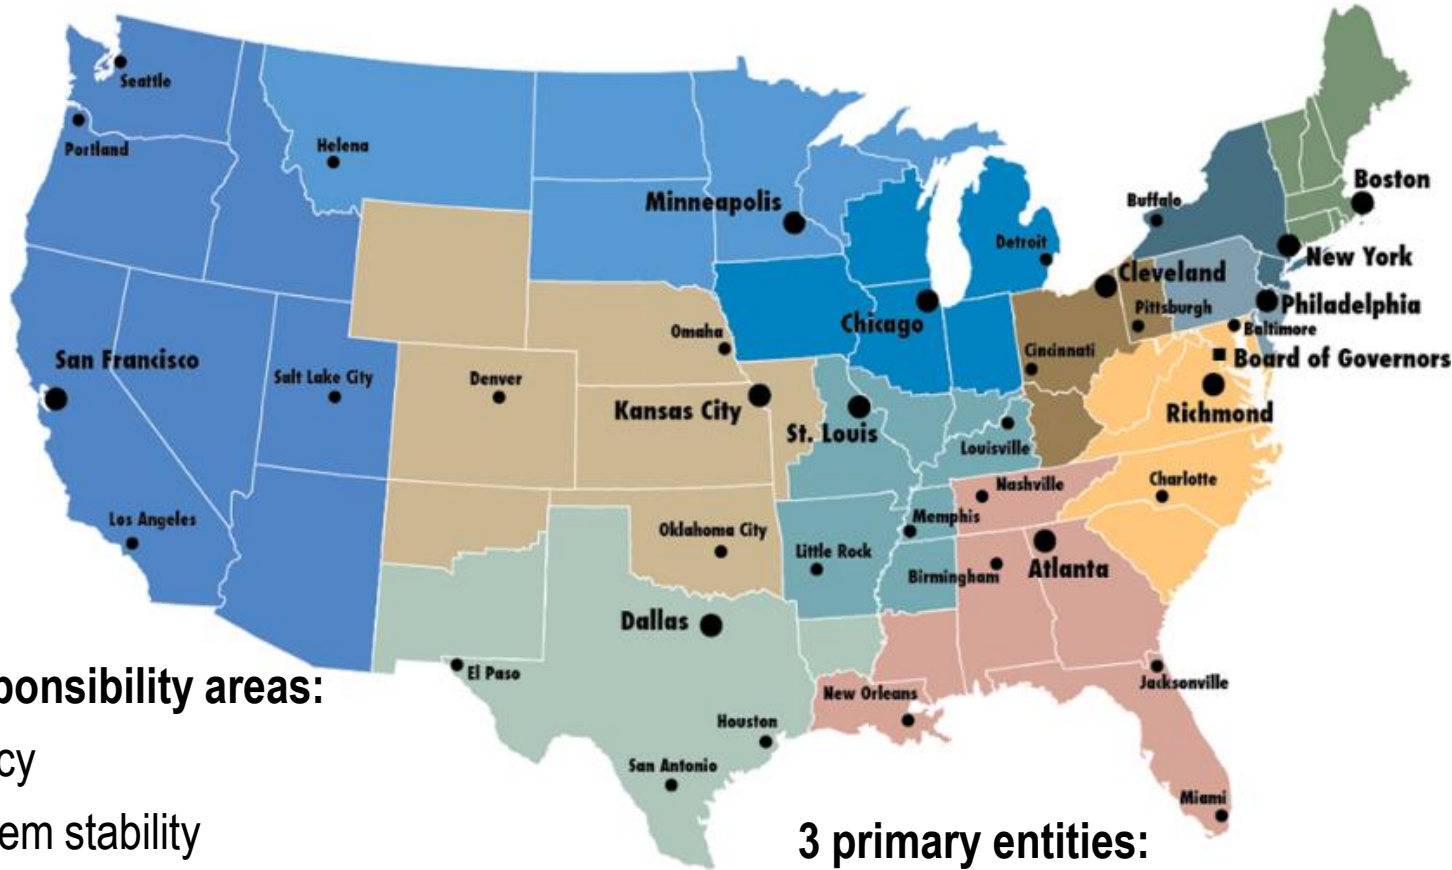 Seattle
Portland
Helena
Minneapolis
Buffalo
Boston
Detroit
New York
Cleveland
Pittsburgh
Philadelphia
Baltimore
Omaha
Chicago
Cincinnati
Board of Governors
San Francisco
Salt Lake City
Denver
Kansas City
St. Louis
Richmond
Louisville
Nashville
Charlotte
Los Angeles
Oklahoma City
Memphis
Little Rock
Birmingham
Atlanta
Dallas
El Paso
Jacksonville
New Orleans
Houston
San Antonio
Miami
ponsibility areas:
cy
em stability
3 primary entities: